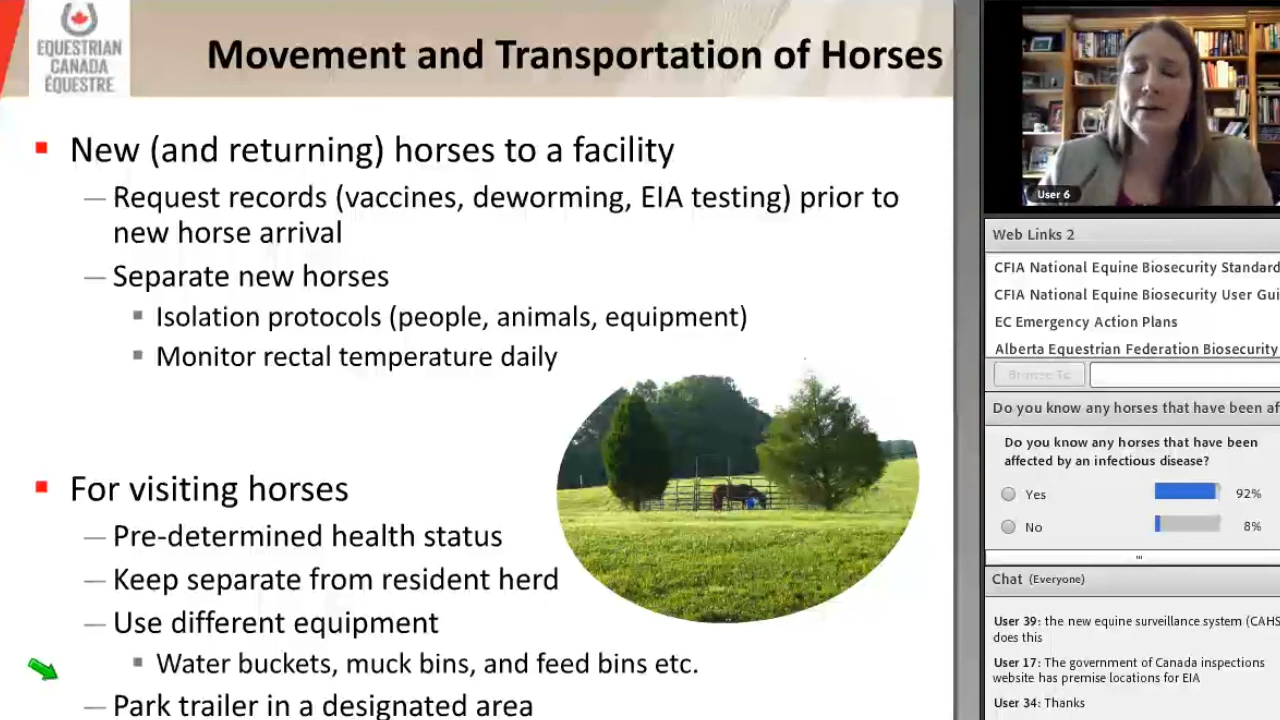 EQUESTRIAN
CANADA
ÉQUESTRE
Movement and Transportation of Horses
New (and returning) horses to a facility
Request records (vaccines, deworming, EIA testing) prior to
new horse arrival
Separate new horses
Isolation protocols (people, animals, equipment)
Monitor rectal temperature daily
For visiting horses
Pre-determined health status
Keep separate from resident herd
Use different equipment
Water buckets, muck bins, and feed bins etc.
Park trailer in a designated area
User 6
Web Links 2
CFIA National Equine Biosecurity Standard
CFIA National Equine Biosecurity User Gui
EC Emergency Action Plans
Alberta Equestrian Federation Biosecurity
Browse To
Do you know any horses that have been af
Do you know any horses that have been
affected by an infectious disease?
Yes 92%
No 8%
Chat (Everyone)
User 39: the new equine surveillance system (CAHS
does this
User 17: The government of Canada inspections
website has premise locations for EIA
User 34: Thanks